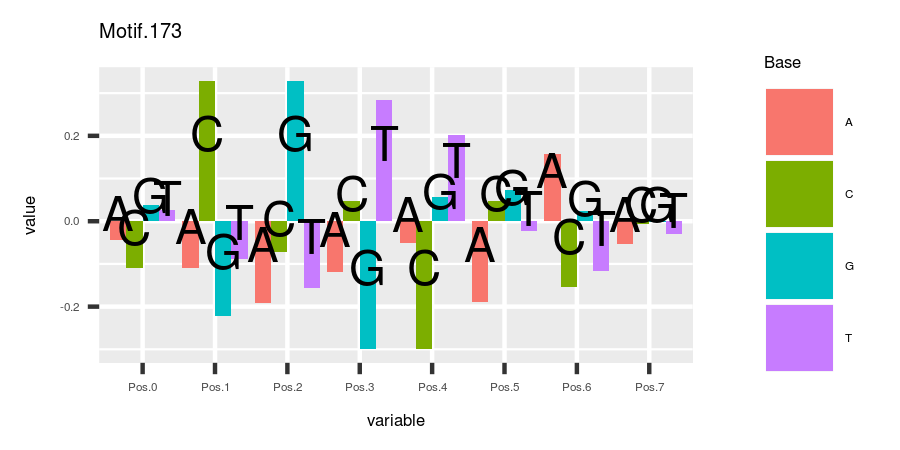 Motif.173
Base
A
C
G
T
value
0.2
0.0
-0.2
A C G T A C G T A C G T A C G T A C G T A C G T A C G T A C G T
Pos.0 Pos.1 Pos.2 Pos.3 Pos.4 Pos.5 Pos.6 Pos.7
variable